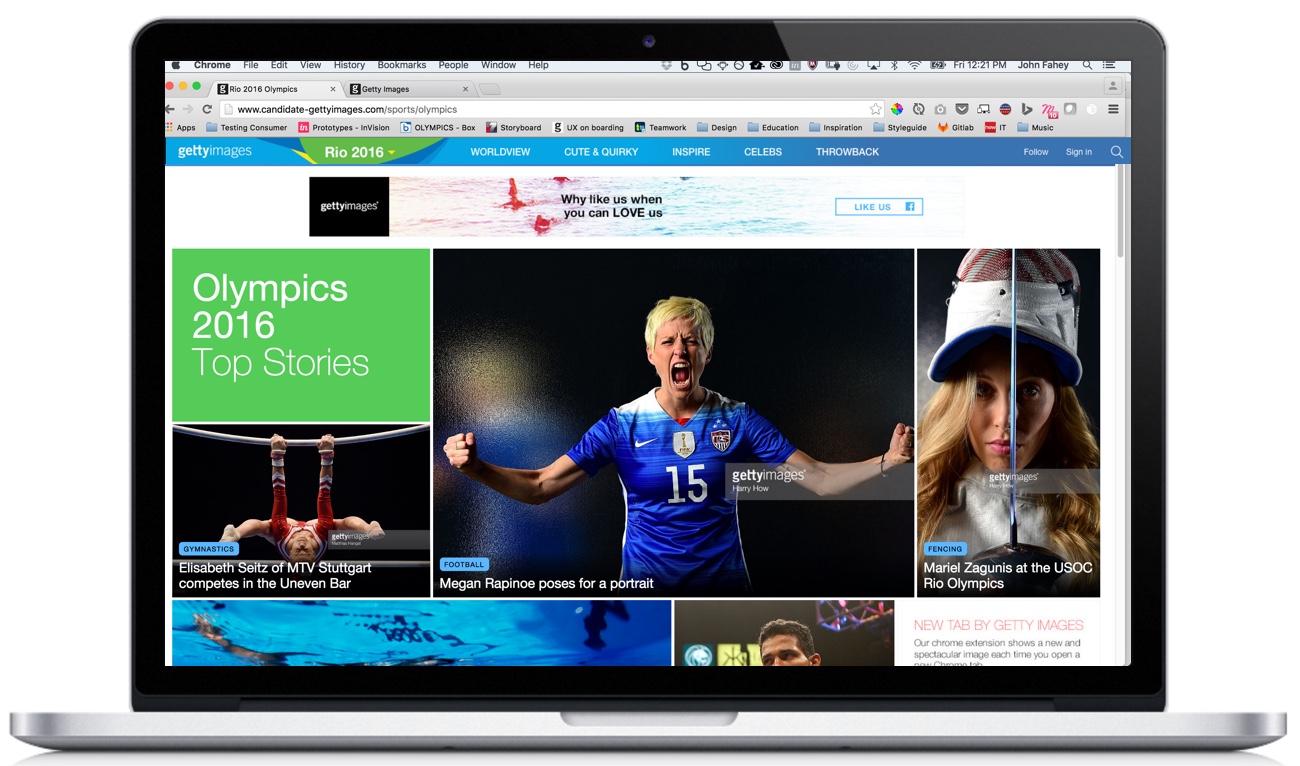 Chrome File Edit View History Bookmarks People Window Help Fri 12:21 PM John Fahey
Rio 2016 Olympics Getty Images
www.candidate-gettyimages.com/sports/olympics
Apps Testing Consumer Prototypes - InVision OLYMPICS - Box Storyboard UX on boarding Teamwork Design Education Inspiration Styleguide Gitlab IT Music
gettyimages Rio 2016 WORLDVIEW CUTE & QUIRKY INSPIRE CELEBS THROWBACK Follow Sign in
gettyimages
Why like us when
you can LOVE us
LIKE US
Olympics
2016
Top Stories
gettyimages
GYMNASTICS
Elisabeth Seitz of MTV Stuttgart
competes in the Uneven Bar
15
gettyimages
Harry How
FOOTBALL
Megan Rapinoe poses for a portrait
gettyimages
Harry How
FENCING
Mariel Zagunis at the USOC
Rio Olympics
NEW TAB BY GETTY IMAGES
Our chrome extension shows a new and
spectacular image each time you open a
new Chrome tab